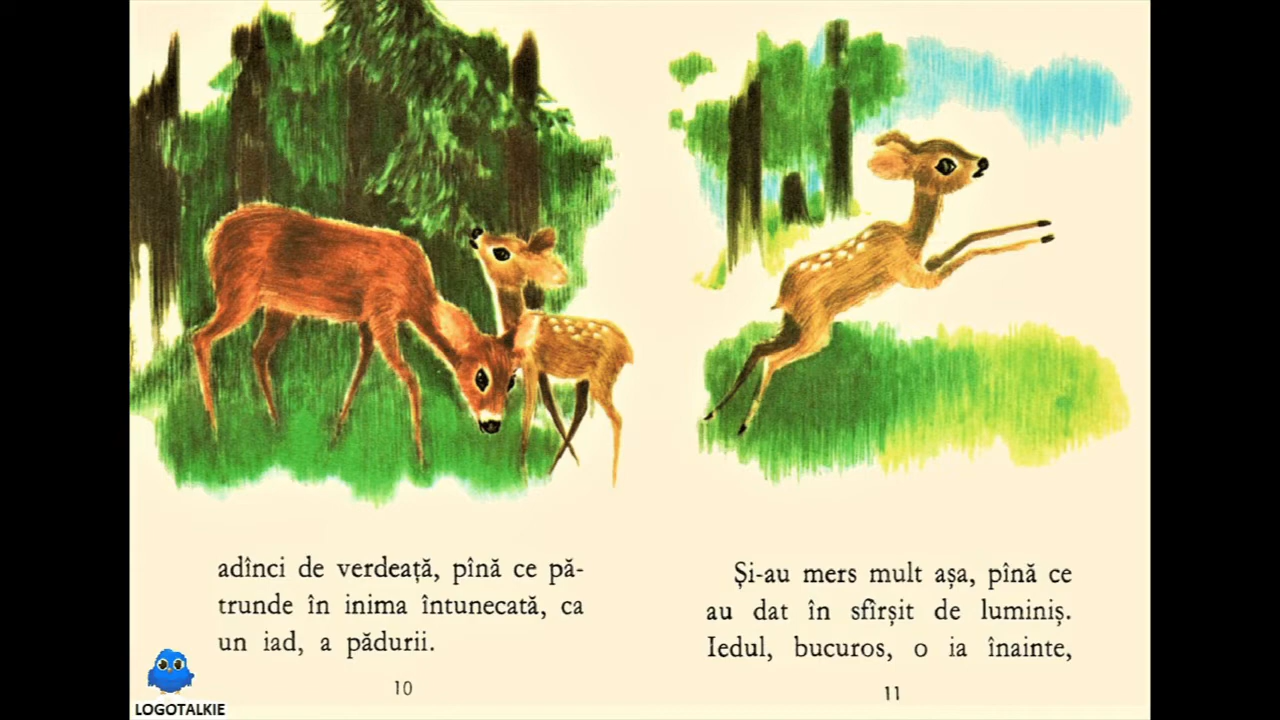 adînci de verdeață, pînă ce pă-
trunde în inima întunecată, ca
un iad, a pădurii.
10
Și-au mers mult așa, pînă ce
au dat în sfîrșit de luminiș.
Iedul, bucuros, o ia înainte,
11
LOGOTALKIE